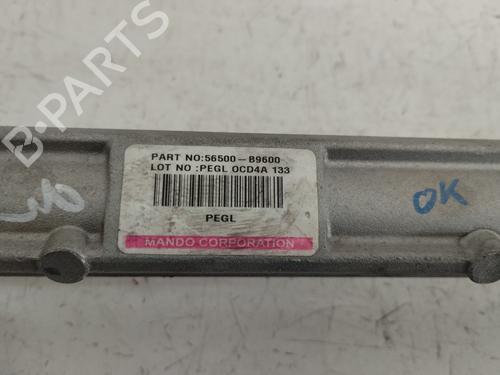 B-PARTS
PART NO:56500-B9600
LOT NO :PEGL 0CD4A 133
PEGL
MANDO CORPORATION
OK